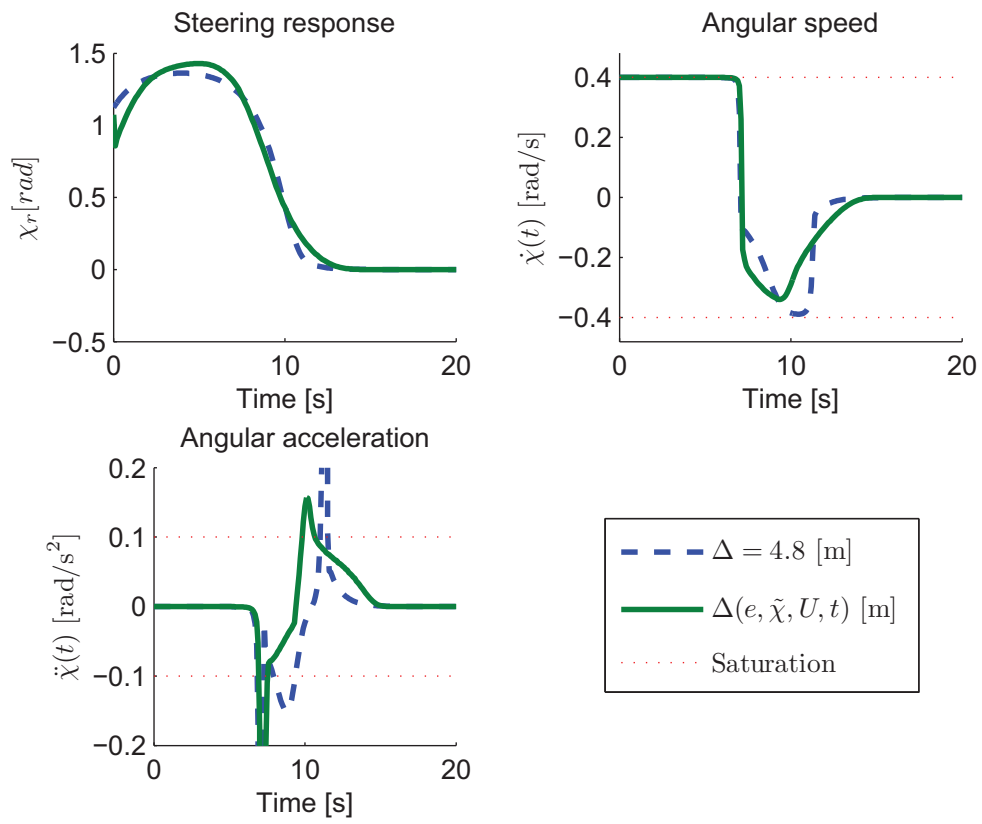 Steering response
χr[rad]
1.5
1
0.5
0
−0.5
0 10 20
Time [s]
Angular speed
χ̇(t) [rad/s]
0.4
0.2
0
−0.2
−0.4
0 10 20
Time [s]
Angular acceleration
χ̈(t) [rad/s²]
0.2
0.1
0
−0.1
−0.2
0 10 20
Time [s]
Δ = 4.8 [m]
Δ(e, χ̃, U, t) [m]
Saturation